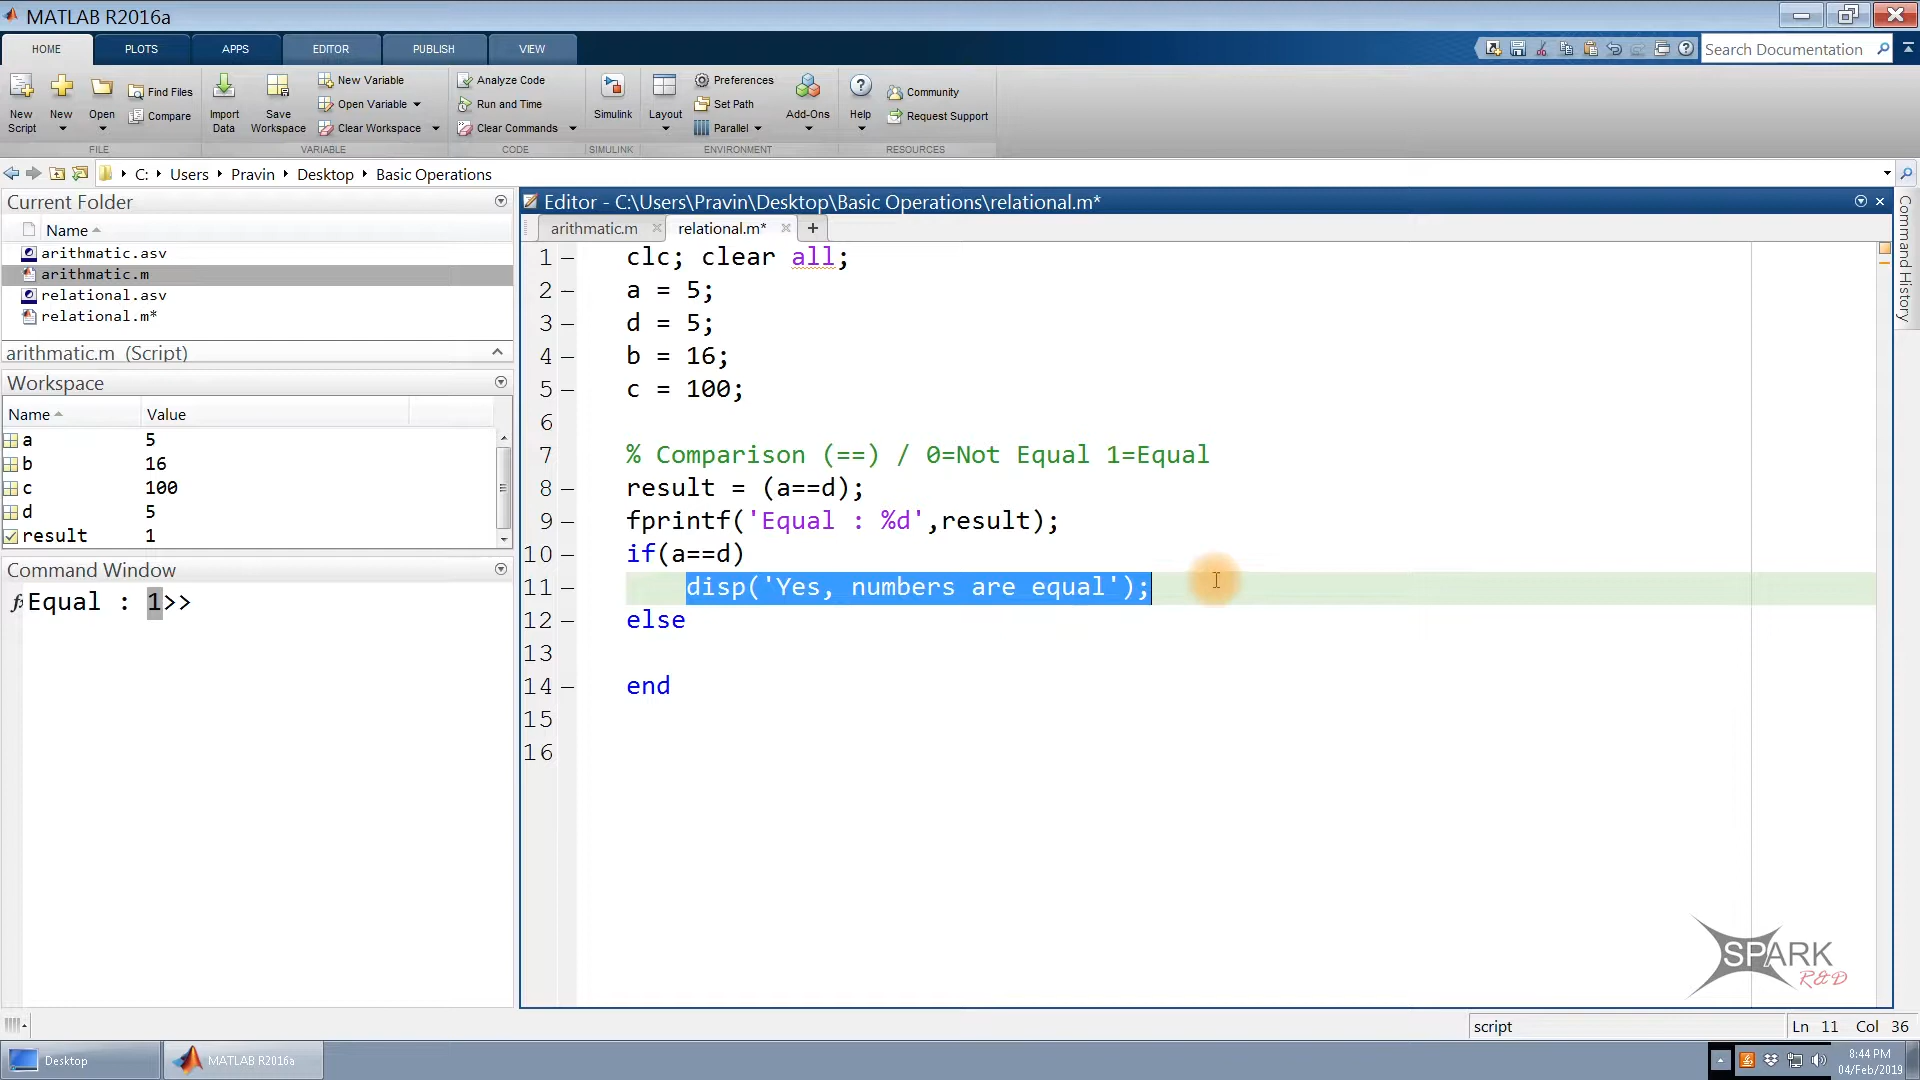 MATLAB R2016a
HOME PLOTS APPS EDITOR PUBLISH VIEW
Search Documentation
New Script
New
Open
Find Files
Compare
FILE
Import Data
Save Workspace
New Variable
Open Variable
Clear Workspace
VARIABLE
Analyze Code
Run and Time
Clear Commands
CODE
Simulink
SIMULINK
Layout
Preferences
Set Path
Parallel
ENVIRONMENT
Add-Ons
Help
Community
Request Support
RESOURCES
C: Users Pravin Desktop Basic Operations
Current Folder
Name
arithmatic.asv
arithmatic.m
relational.asv
relational.m*
arithmatic.m (Script)
Workspace
Name Value
a 5
b 16
c 100
d 5
result 1
Command Window
fx Equal : 1>>
Editor - C:\Users\Pravin\Desktop\Basic Operations\relational.m*
arithmatic.m relational.m* +
1 – clc; clear all;
2 – a = 5;
3 – d = 5;
4 – b = 16;
5 – c = 100;
6
7 % Comparison (==) / 0=Not Equal 1=Equal
8 – result = (a==d);
9 – fprintf('Equal : %d',result);
10 – if(a==d)
11 – disp('Yes, numbers are equal');
12 – else
13
14 – end
15
16
Command History
SPARK
R&D
script Ln 11 Col 36
Desktop
MATLAB R2016a
8:44 PM
04/Feb/2019